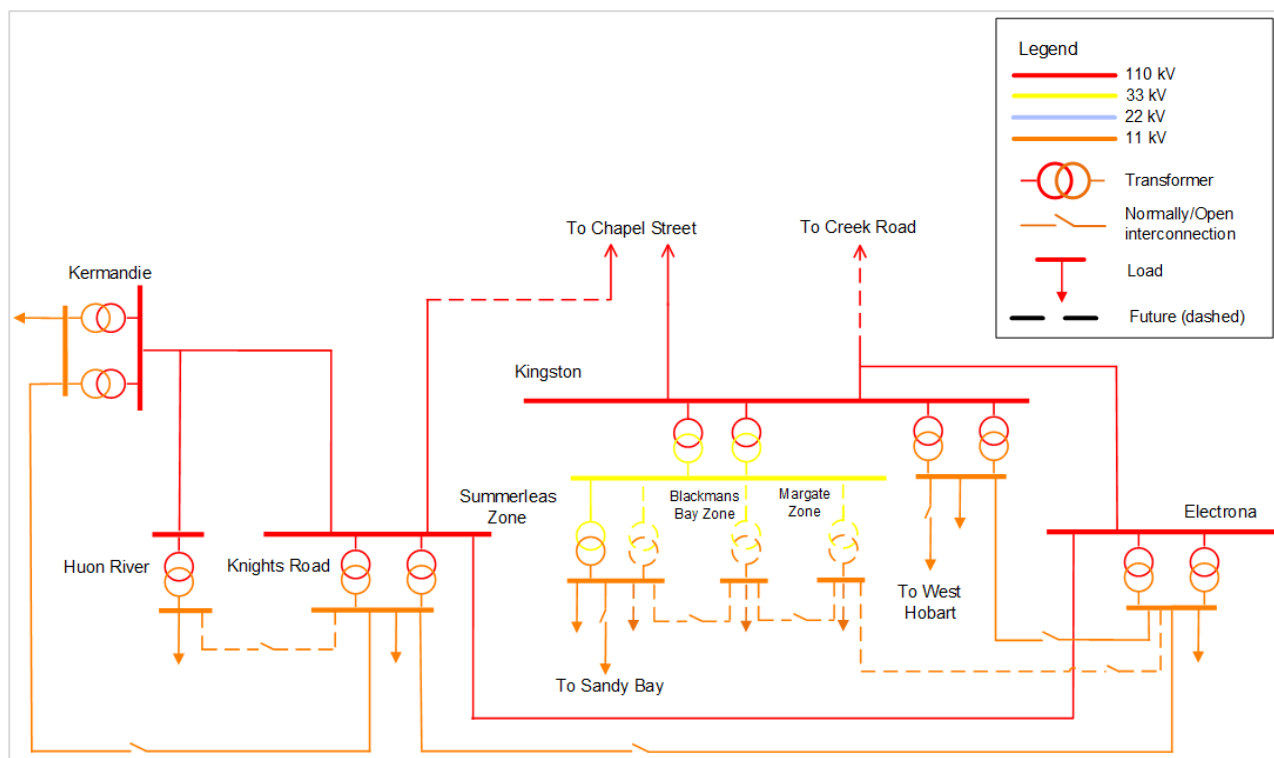 Legend
110 kV
33 kV
22 kV
11 kV
Transformer
Normally/Open
interconnection
Load
Future (dashed)
To Chapel Street
To Creek Road
Kermandie
Kingston
Summerleas
Zone
Blackmans
Bay Zone
Margate
Zone
Electrona
Huon River
Knights Road
To West
Hobart
To Sandy Bay